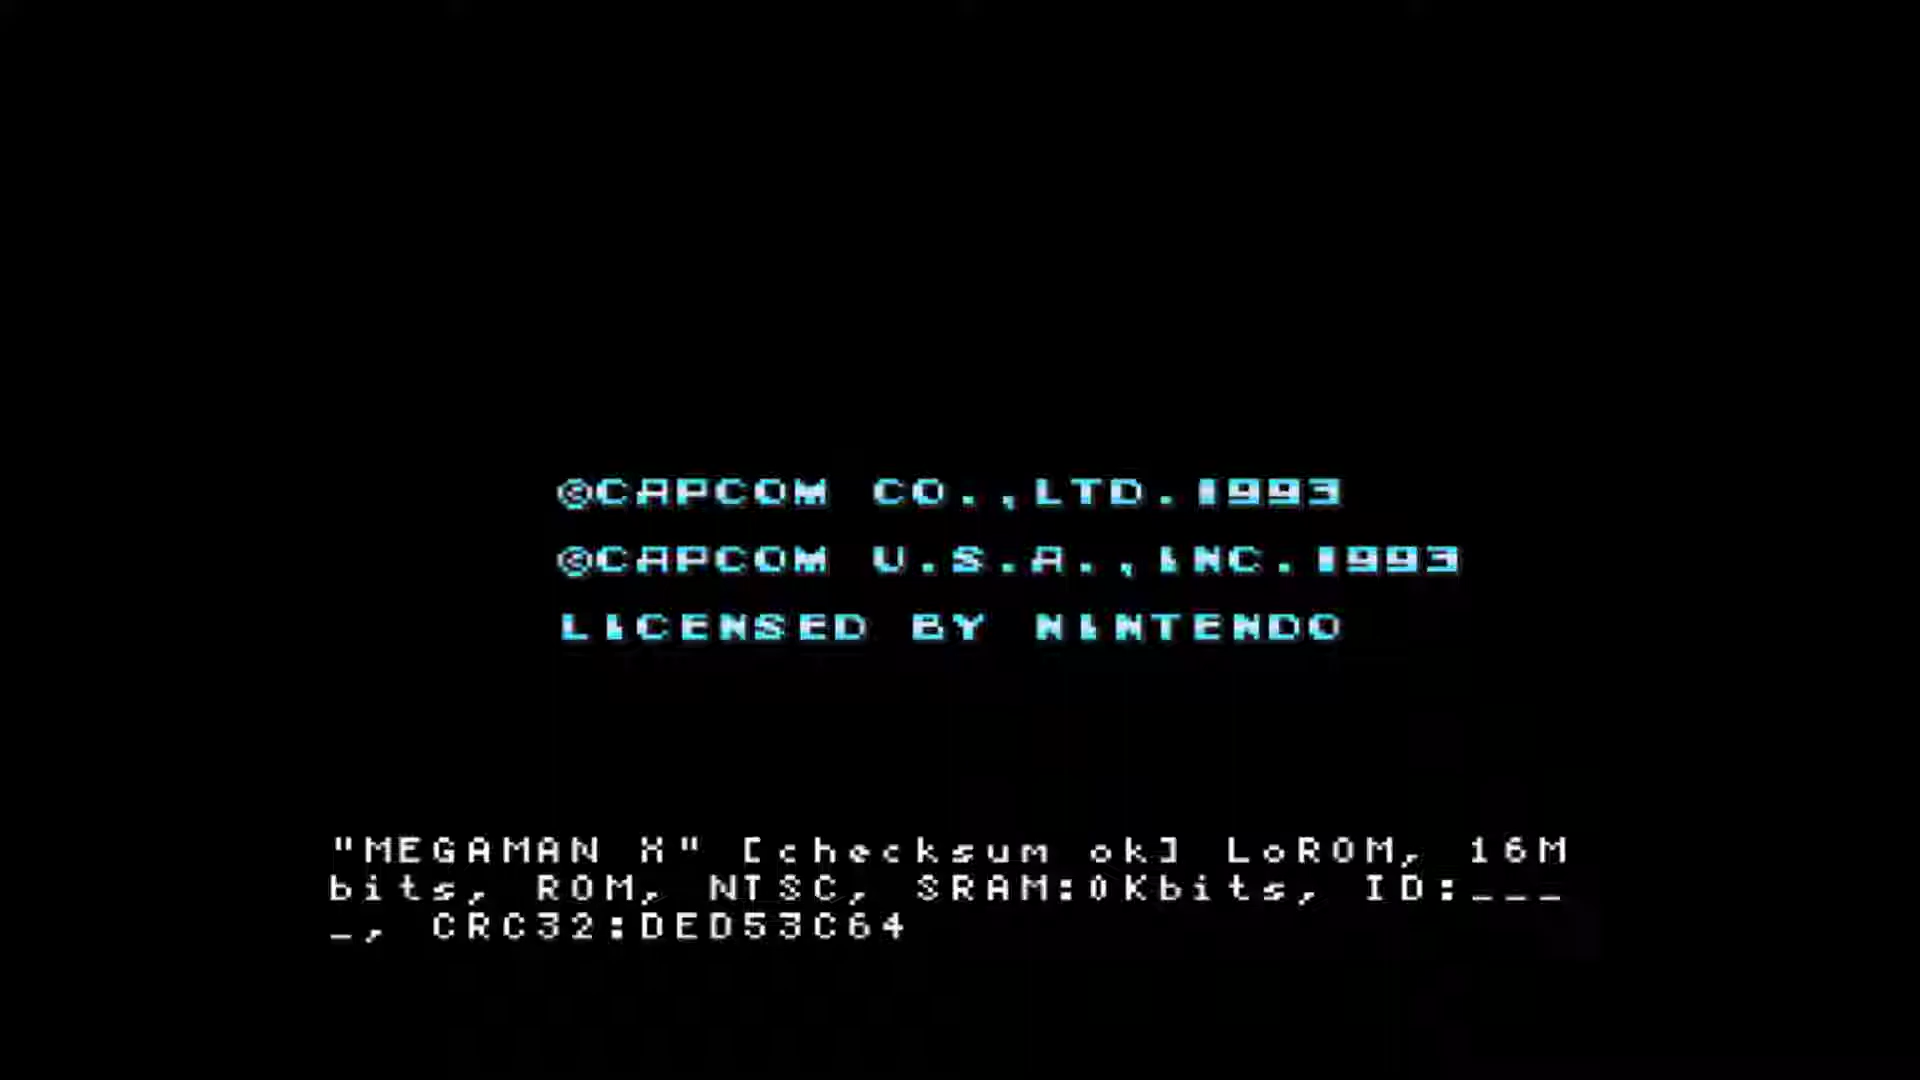 ©CAPCOM CO.,LTD.1993
©CAPCOM U.S.A.,INC.1993
LICENSED BY NINTENDO
"MEGAMAN X" [checksum ok] LoROM, 16M
bits, ROM, NTSC, SRAM:0Kbits, ID:___
_, CRC32:DED53C64